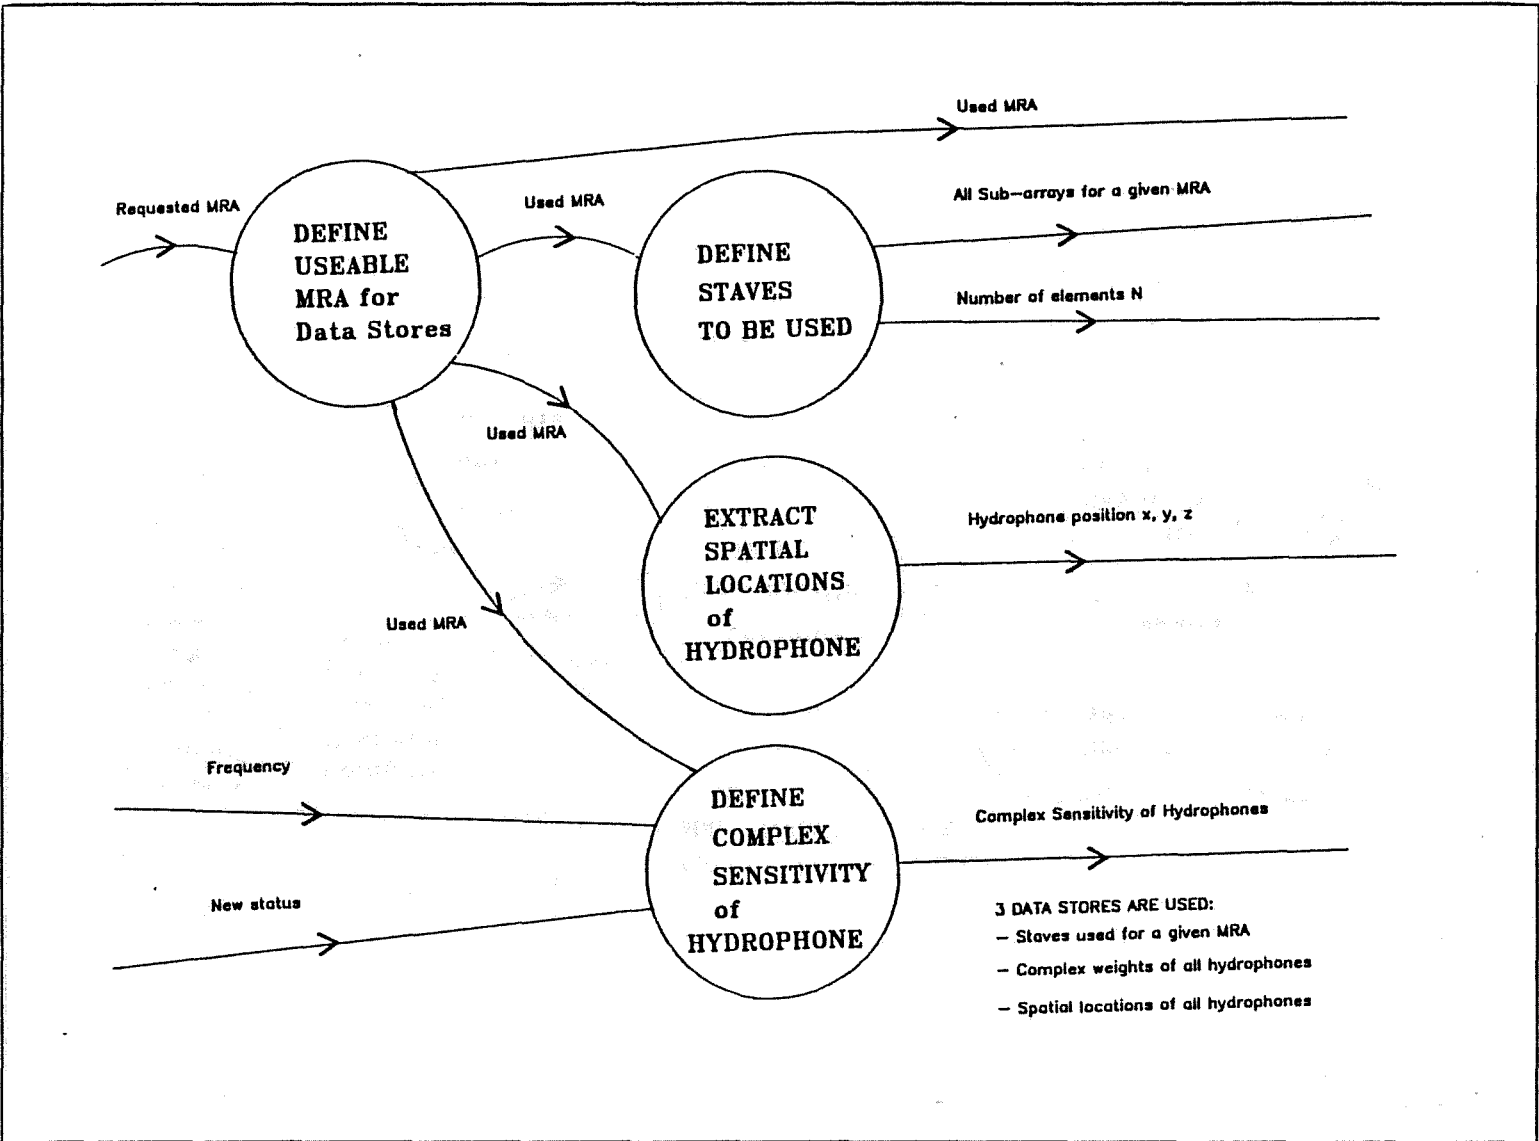 Used MRA
Requested MRA
Used MRA
All Sub-arrays for a given MRA
DEFINE
USEABLE
MRA for
Data Stores
DEFINE
STAVES
TO BE USED
Number of elements N
Used MRA
EXTRACT
SPATIAL
LOCATIONS
of
HYDROPHONE
Hydrophone position x, y, z
Used MRA
Frequency
New status
DEFINE
COMPLEX
SENSITIVITY
of
HYDROPHONE
Complex Sensitivity of Hydrophones
3 DATA STORES ARE USED:
- Staves used for a given MRA
- Complex weights of all hydrophones
- Spatial locations of all hydrophones